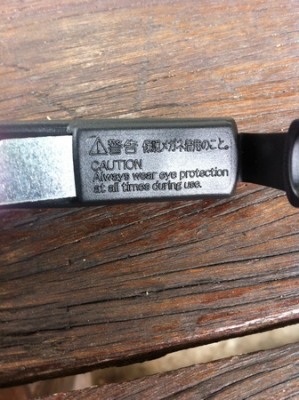 ⚠警告 保護メガネ着用のこと。
CAUTION
Always wear eye protection
at all times during use.